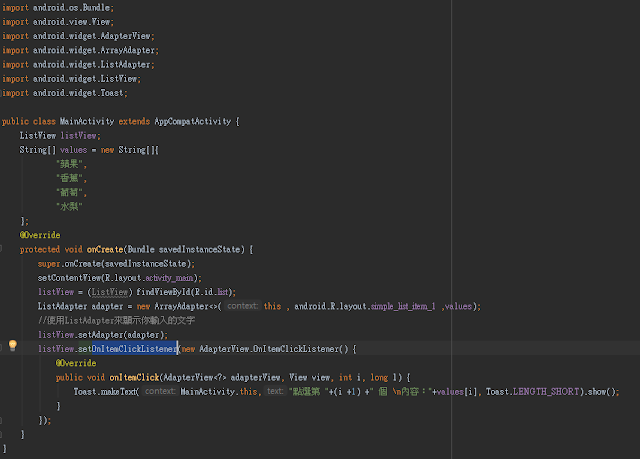 import android.os.Bundle;
import android.view.View;
import android.widget.AdapterView;
import android.widget.ArrayAdapter;
import android.widget.ListAdapter;
import android.widget.ListView;
import android.widget.Toast;
public class MainActivity extends AppCompatActivity {
ListView listView;
String[] values = new String[]{
"蘋果",
"香蕉",
"葡萄",
"水梨"
};
@Override
protected void onCreate(Bundle savedInstanceState) {
super.onCreate(savedInstanceState);
setContentView(R.layout.activity_main);
listView = (ListView) findViewById(R.id.list);
ListAdapter adapter = new ArrayAdapter<>( context: this , android.R.layout.simple_list_item_1 ,values);
//使用ListAdapter來顯示你輸入的文字
listView.setAdapter(adapter);
listView.setOnItemClickListener(new AdapterView.OnItemClickListener() {
@Override
public void onItemClick(AdapterView<?> adapterView, View view, int i, long l) {
Toast.makeText( context: MainActivity.this, text: "點選第 "+(i +1) +" 個 \n內容："+values[i], Toast.LENGTH_SHORT).show();
}
});
}
}